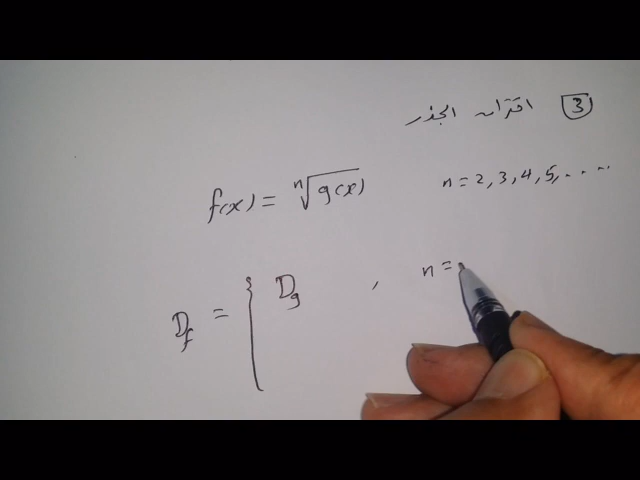 3 اقتران الجذر
f(x) = ⁿ√g(x) n = 2, 3, 4, 5, ....
D_f = { D_g , n =